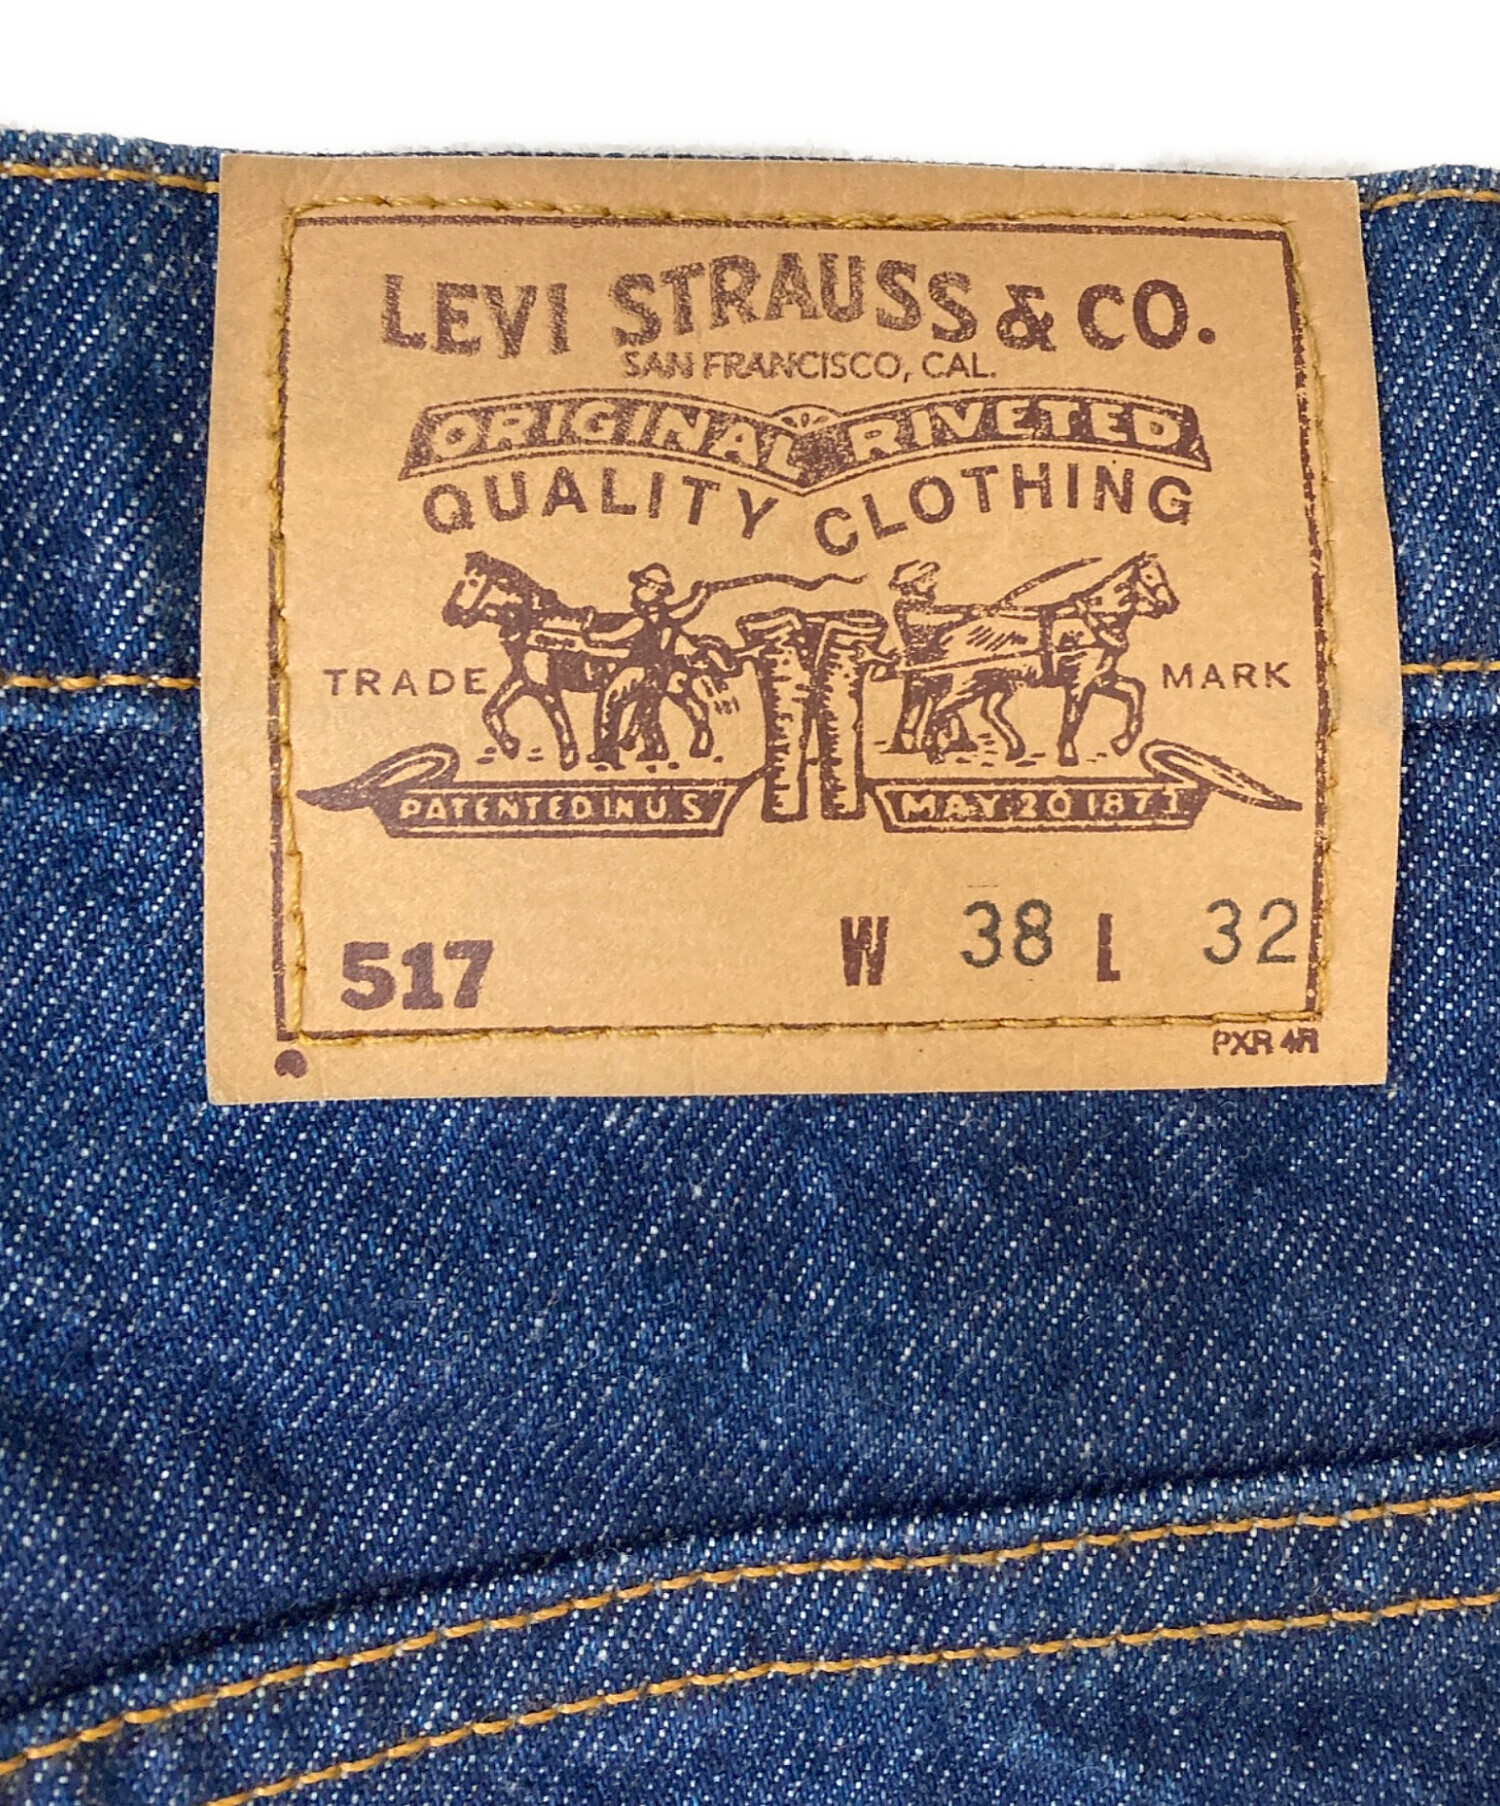 LEVI STRAUSS & CO.
SAN FRANCISCO, CAL.
ORIGINAL RIVETED
QUALITY CLOTHING
TRADE MARK
PATENTED IN U S MAY 20 1873
517 W 38 L 32
PXR 4R